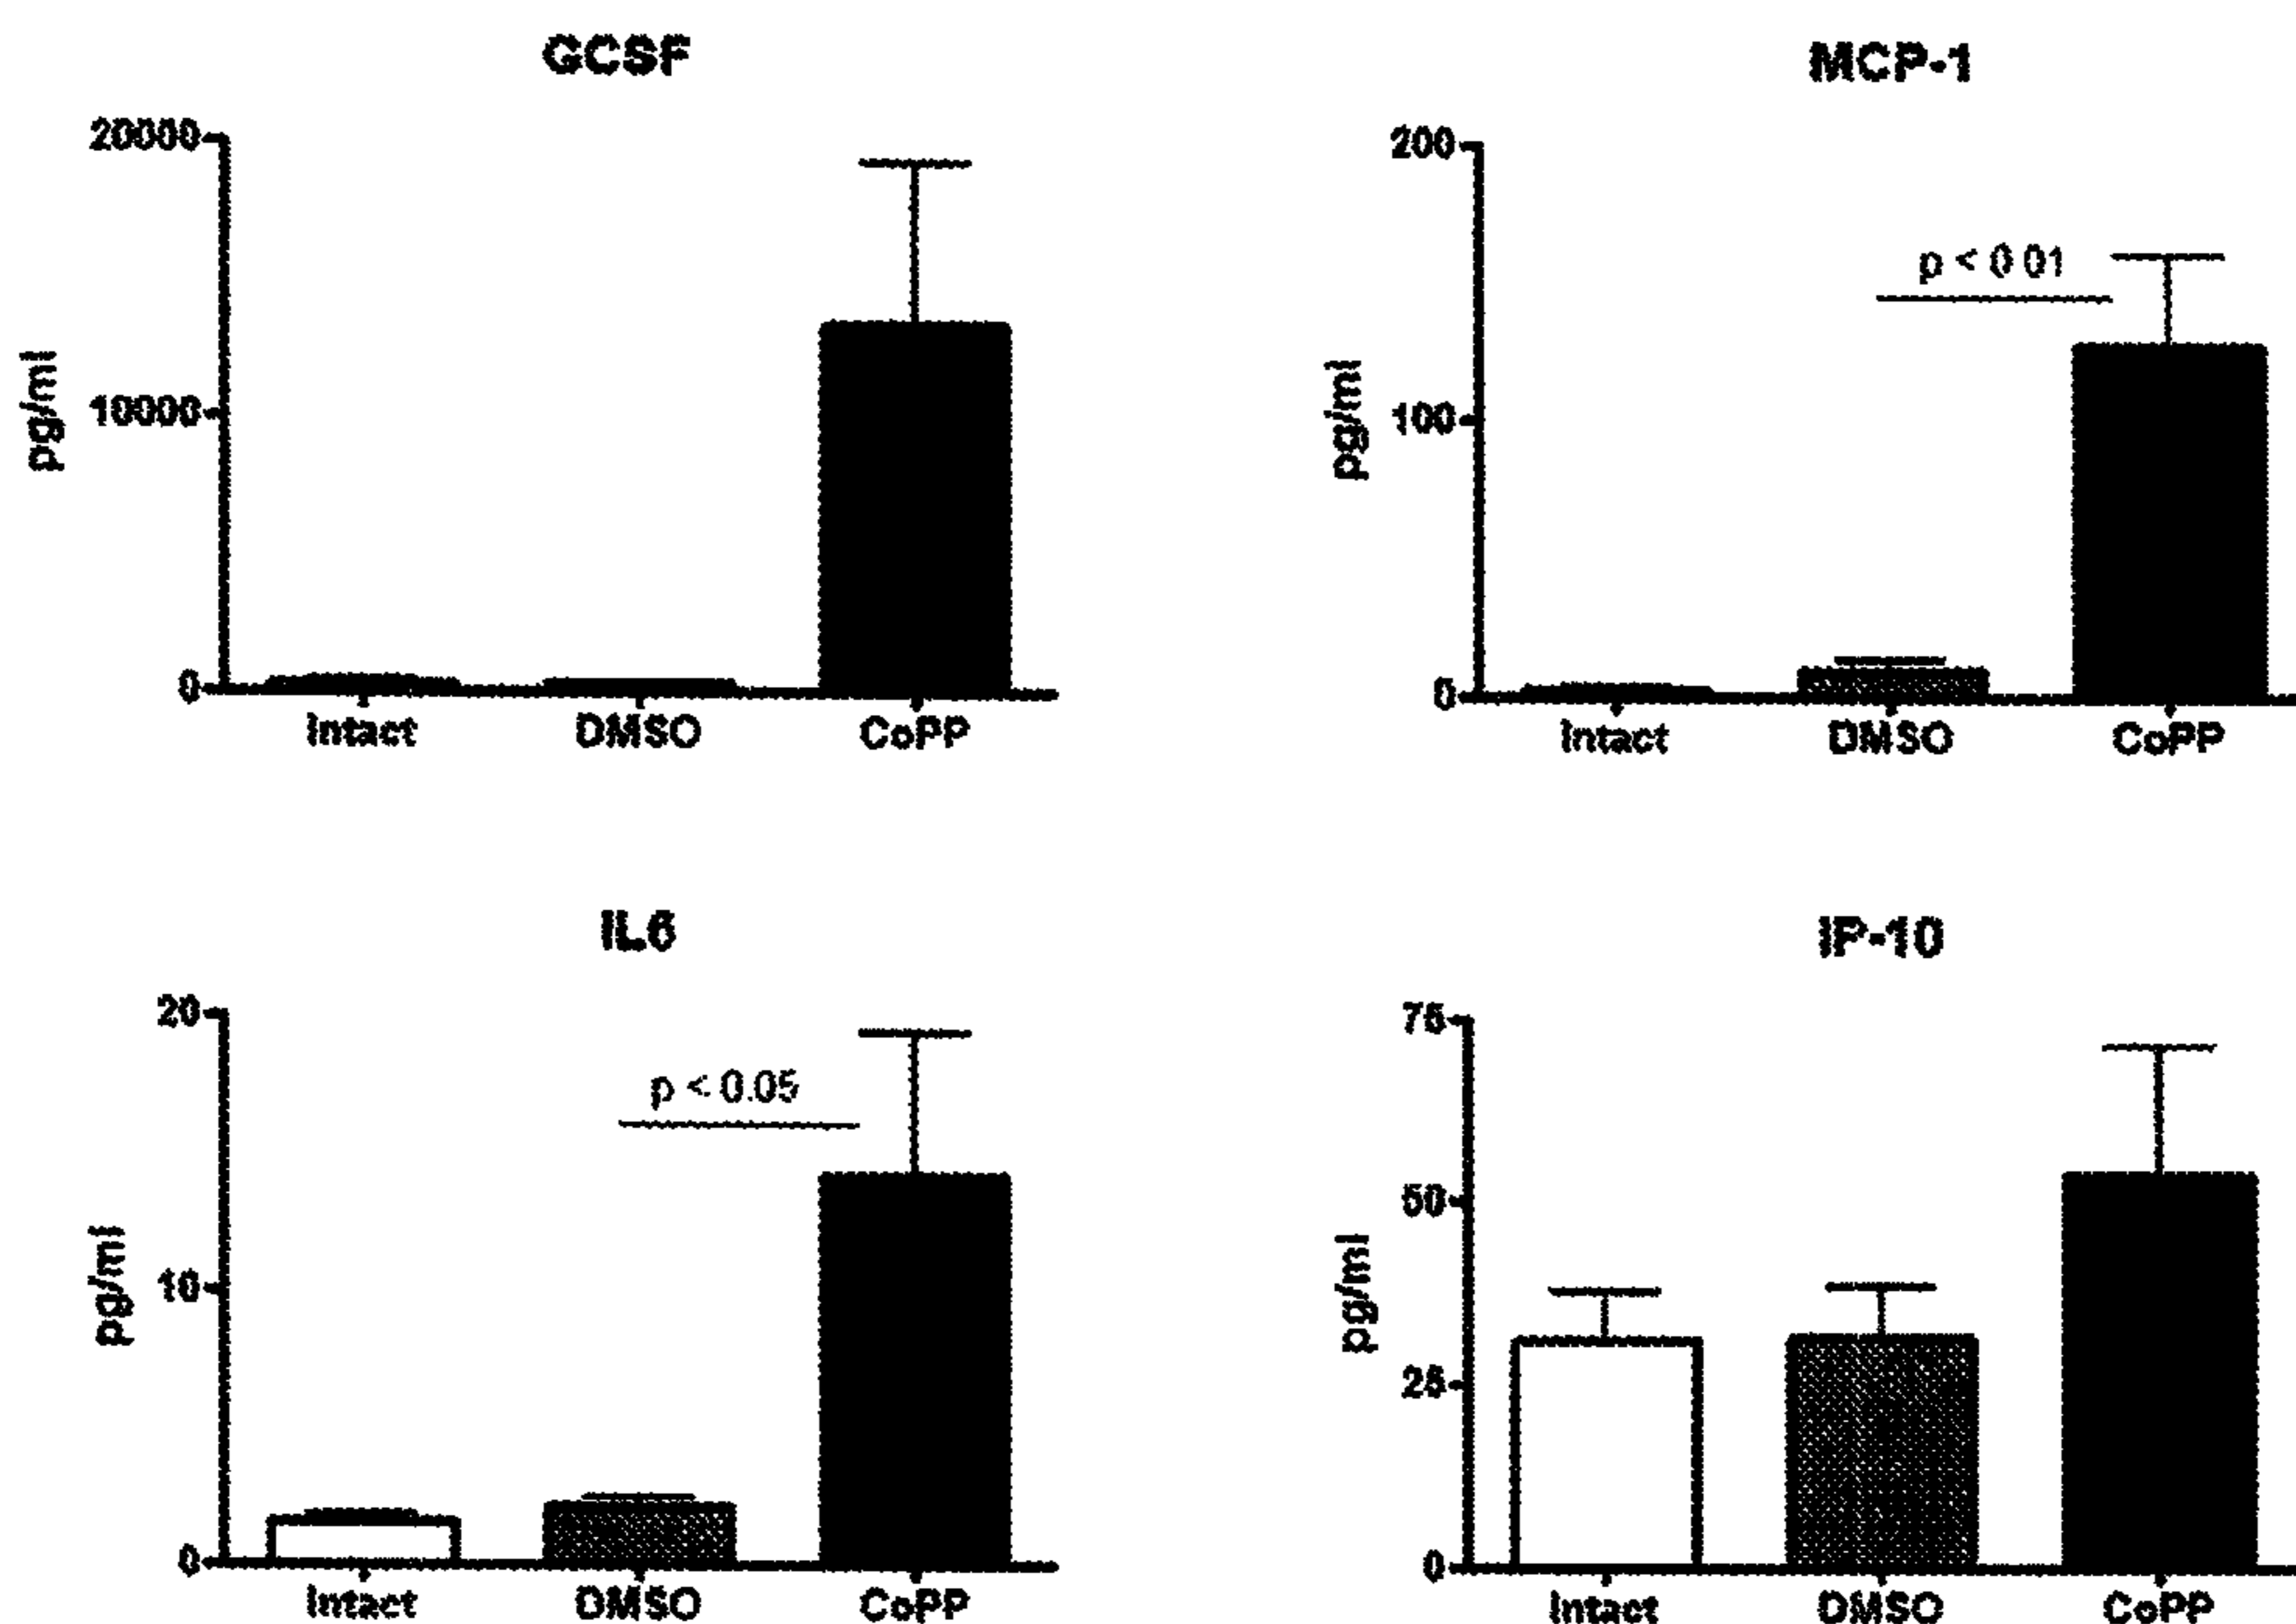 GCSF
20000
10000
0
pg/ml
Intact DMSO CoPP
MCP-1
200
100
0
pg/ml
p < 0.01
Intact DMSO CoPP
IL6
20
10
0
pg/ml
p < 0.05
Intact DMSO CoPP
IP-10
75
50
25
0
pg/ml
Intact DMSO CoPP